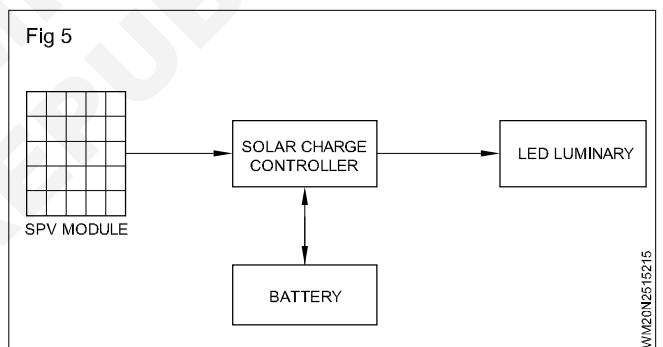 Fig 5
SPV MODULE
SOLAR CHARGE
CONTROLLER
LED LUMINARY
BATTERY
WM20N2515215